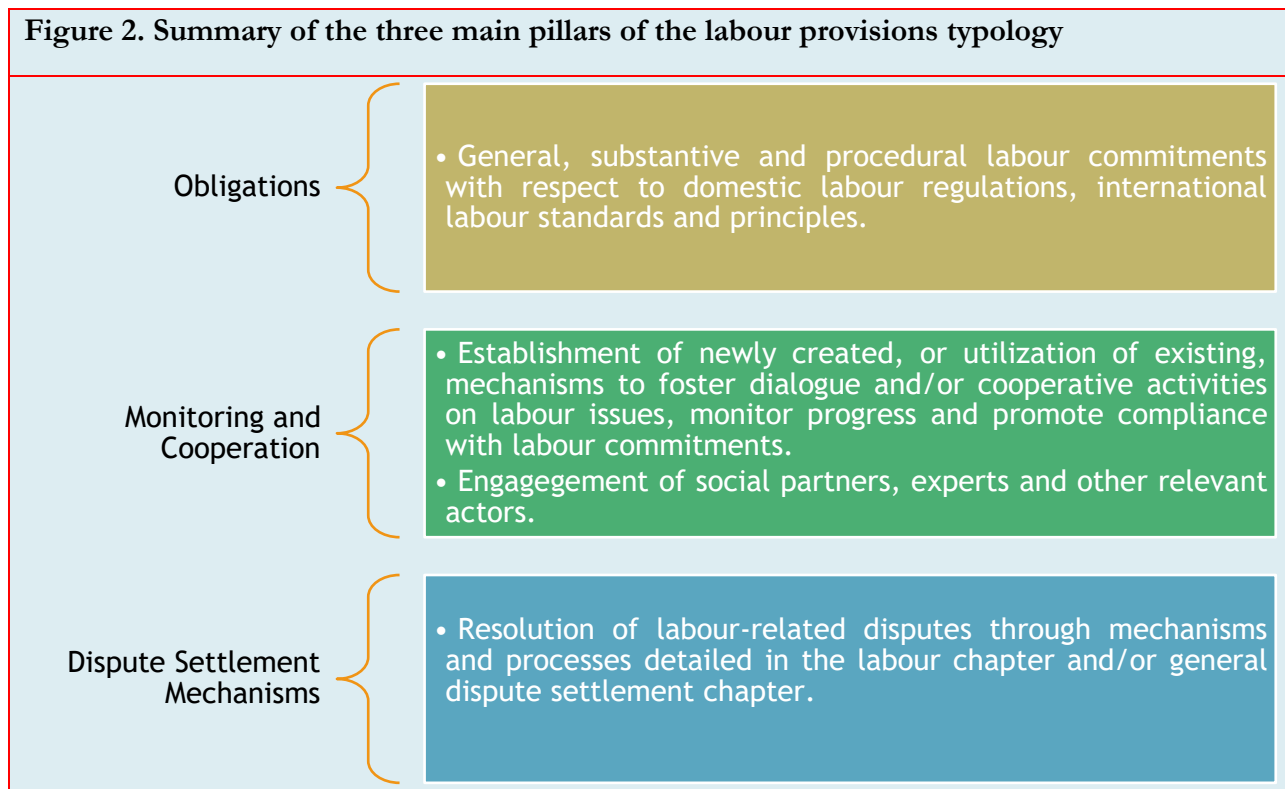 Figure 2. Summary of the three main pillars of the labour provisions typology
Obligations
• General, substantive and procedural labour commitments
with respect to domestic labour regulations, international
labour standards and principles.
Monitoring and
Cooperation
• Establishment of newly created, or utilization of existing,
mechanisms to foster dialogue and/or cooperative activities
on labour issues, monitor progress and promote compliance
with labour commitments.
• Engagegement of social partners, experts and other relevant
actors.
Dispute Settlement
Mechanisms
• Resolution of labour-related disputes through mechanisms
and processes detailed in the labour chapter and/or general
dispute settlement chapter.